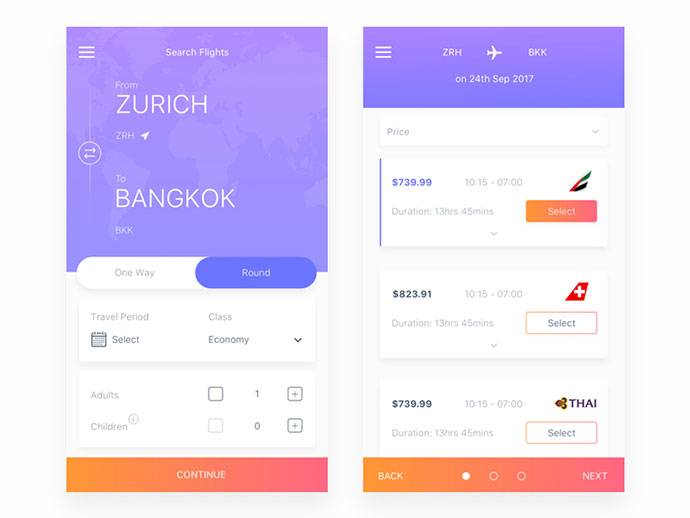 Search Flights
From
ZURICH
ZRH
To
BANGKOK
BKK
One Way Round
Travel Period Class
Select Economy
Adults 1 +
Children i 0 +
CONTINUE
ZRH BKK
on 24th Sep 2017
Price
$739.99 10:15 - 07:00
Duration: 13hrs 45mins Select
$823.91 10:15 - 07:00
Duration: 13hrs 45mins Select
$739.99 10:15 - 07:00 THAI
Duration: 13hrs 45mins Select
BACK NEXT